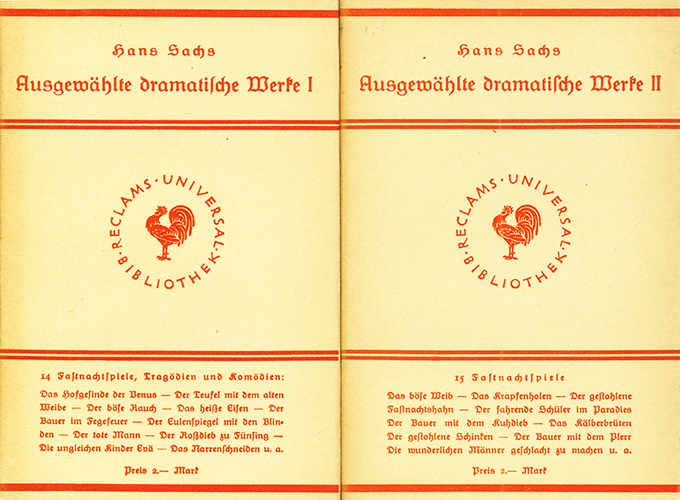 Hans Sachs
Ausgewählte dramatische Werke I
RECLAMS · UNIVERSAL · BIBLIOTHEK ·
14 Fastnachtspiele, Tragödien und Komödien:
Das Hofgesinde der Venus — Der Teufel mit dem alten
Weibe — Der böse Rauch — Das heiße Eisen — Der
Bauer im Fegefeuer — Der Eulenspiegel mit den Blin-
den — Der tote Mann — Der Roßdieb zu Fünsing —
Die ungleichen Kinder Evä — Das Narrenschneiden u. a.
Preis 2.— Mark
Hans Sachs
Ausgewählte dramatische Werke II
RECLAMS · UNIVERSAL · BIBLIOTHEK ·
15 Fastnachtspiele
Das böse Weib — Das Krapfenholen — Der gestohlene
Fastnachtshahn — Der fahrende Schüler im Paradies
Der Bauer mit dem Kuhdieb — Das Kälberbrüten
Der gestohlene Schinken — Der Bauer mit dem Plerr
Die wunderlichen Männer geschlacht zu machen u. a.
Preis 2.— Mark